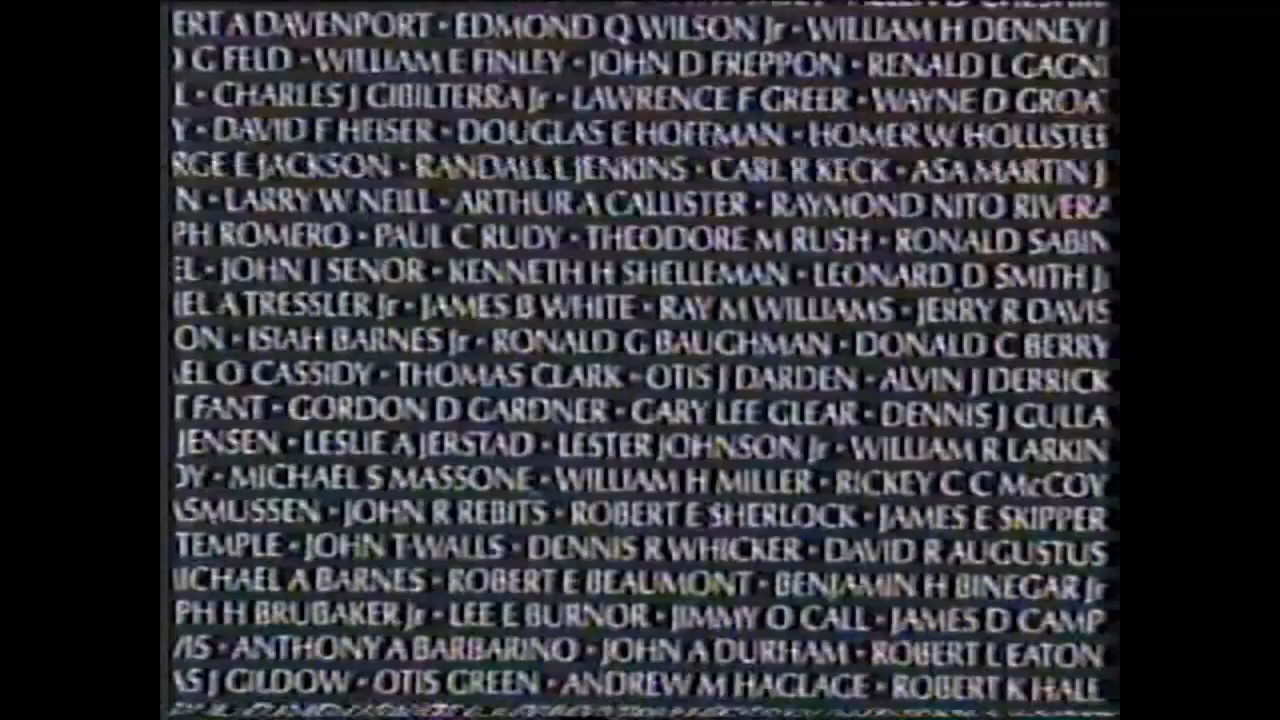 ERT A DAVENPORT · EDMOND Q WILSON Jr · WILLIAM H DENNEY J
G FELD · WILLIAM E FINLEY · JOHN D FREPPON · RENALD L GAGN
L · CHARLES J CIBILTERRA Jr · LAWRENCE F GREER · WAYNE D GROA
Y · DAVID F HEISER · DOUGLAS E HOFFMAN · HOMER W HOLLISTE
RGE E JACKSON · RANDALL L JENKINS · CARL R KECK · ASA MARTIN J
N · LARRY W NEILL · ARTHUR A CALLISTER · RAYMOND NITO RIVERA
PH ROMERO · PAUL C RUDY · THEODORE M RUSH · RONALD SABIN
EL · JOHN J SENOR · KENNETH H SHELLEMAN · LEONARD D SMITH J
EL A TRESSLER Jr · JAMES B WHITE · RAY M WILLIAMS · JERRY R DAVIS
ON · ISIAH BARNES Jr · RONALD G BAUGHMAN · DONALD C BERRY
EL O CASSIDY · THOMAS CLARK · OTIS J DARDEN · ALVIN J DERRICK
T FANT · GORDON D GARDNER · GARY LEE GLEAR · DENNIS J GULLA
JENSEN · LESLIE A JERSTAD · LESTER JOHNSON Jr · WILLIAM R LARKIN
OY · MICHAEL S MASSONE · WILLIAM H MILLER · RICKEY C C McCOY
ASMUSSEN · JOHN R REBITS · ROBERT E SHERLOCK · JAMES E SKIPPER
TEMPLE · JOHN T WALLS · DENNIS R WHICKER · DAVID R AUGUSTUS
ICHAEL A BARNES · ROBERT E BEAUMONT · BENJAMIN H BINEGAR Jr
PH H BRUBAKER Jr · LEE E BURNOR · JIMMY O CALL · JAMES D CAMP
VIS · ANTHONY A BARBARINO · JOHN A DURHAM · ROBERT L EATON
AS J GILDOW · OTIS GREEN · ANDREW M HAGLAGE · ROBERT K HALL